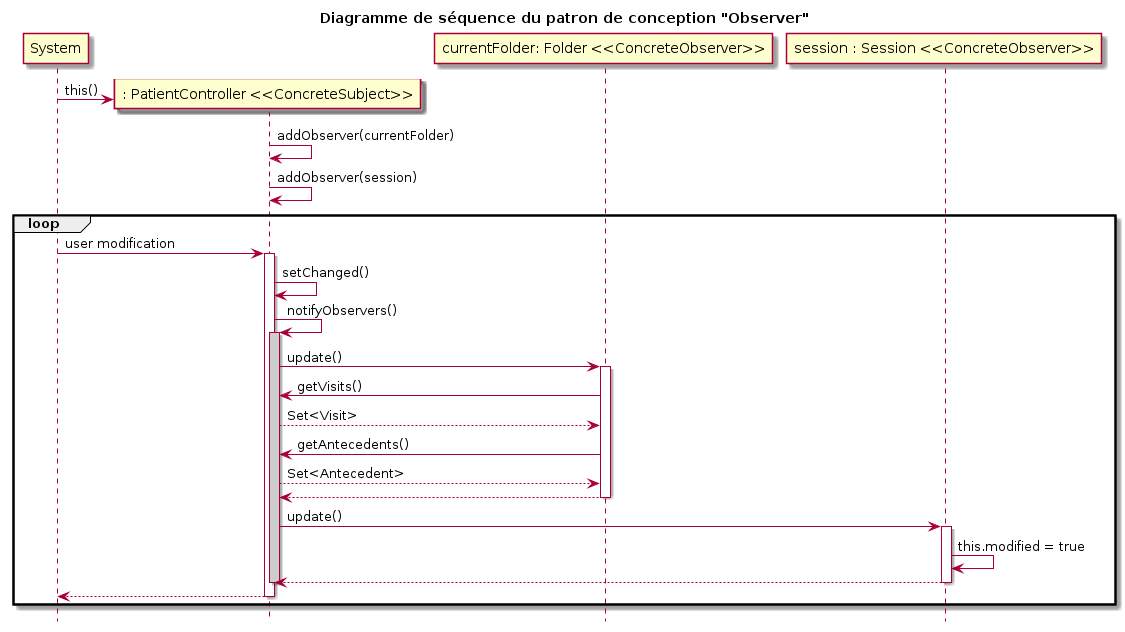 Diagramme de séquence du patron de conception "Observer"
System
currentFolder: Folder <<ConcreteObserver>>
session : Session <<ConcreteObserver>>
this()
: PatientController <<ConcreteSubject>>
addObserver(currentFolder)
addObserver(session)
loop
user modification
setChanged()
notifyObservers()
update()
getVisits()
Set<Visit>
getAntecedents()
Set<Antecedent>
update()
this.modified = true